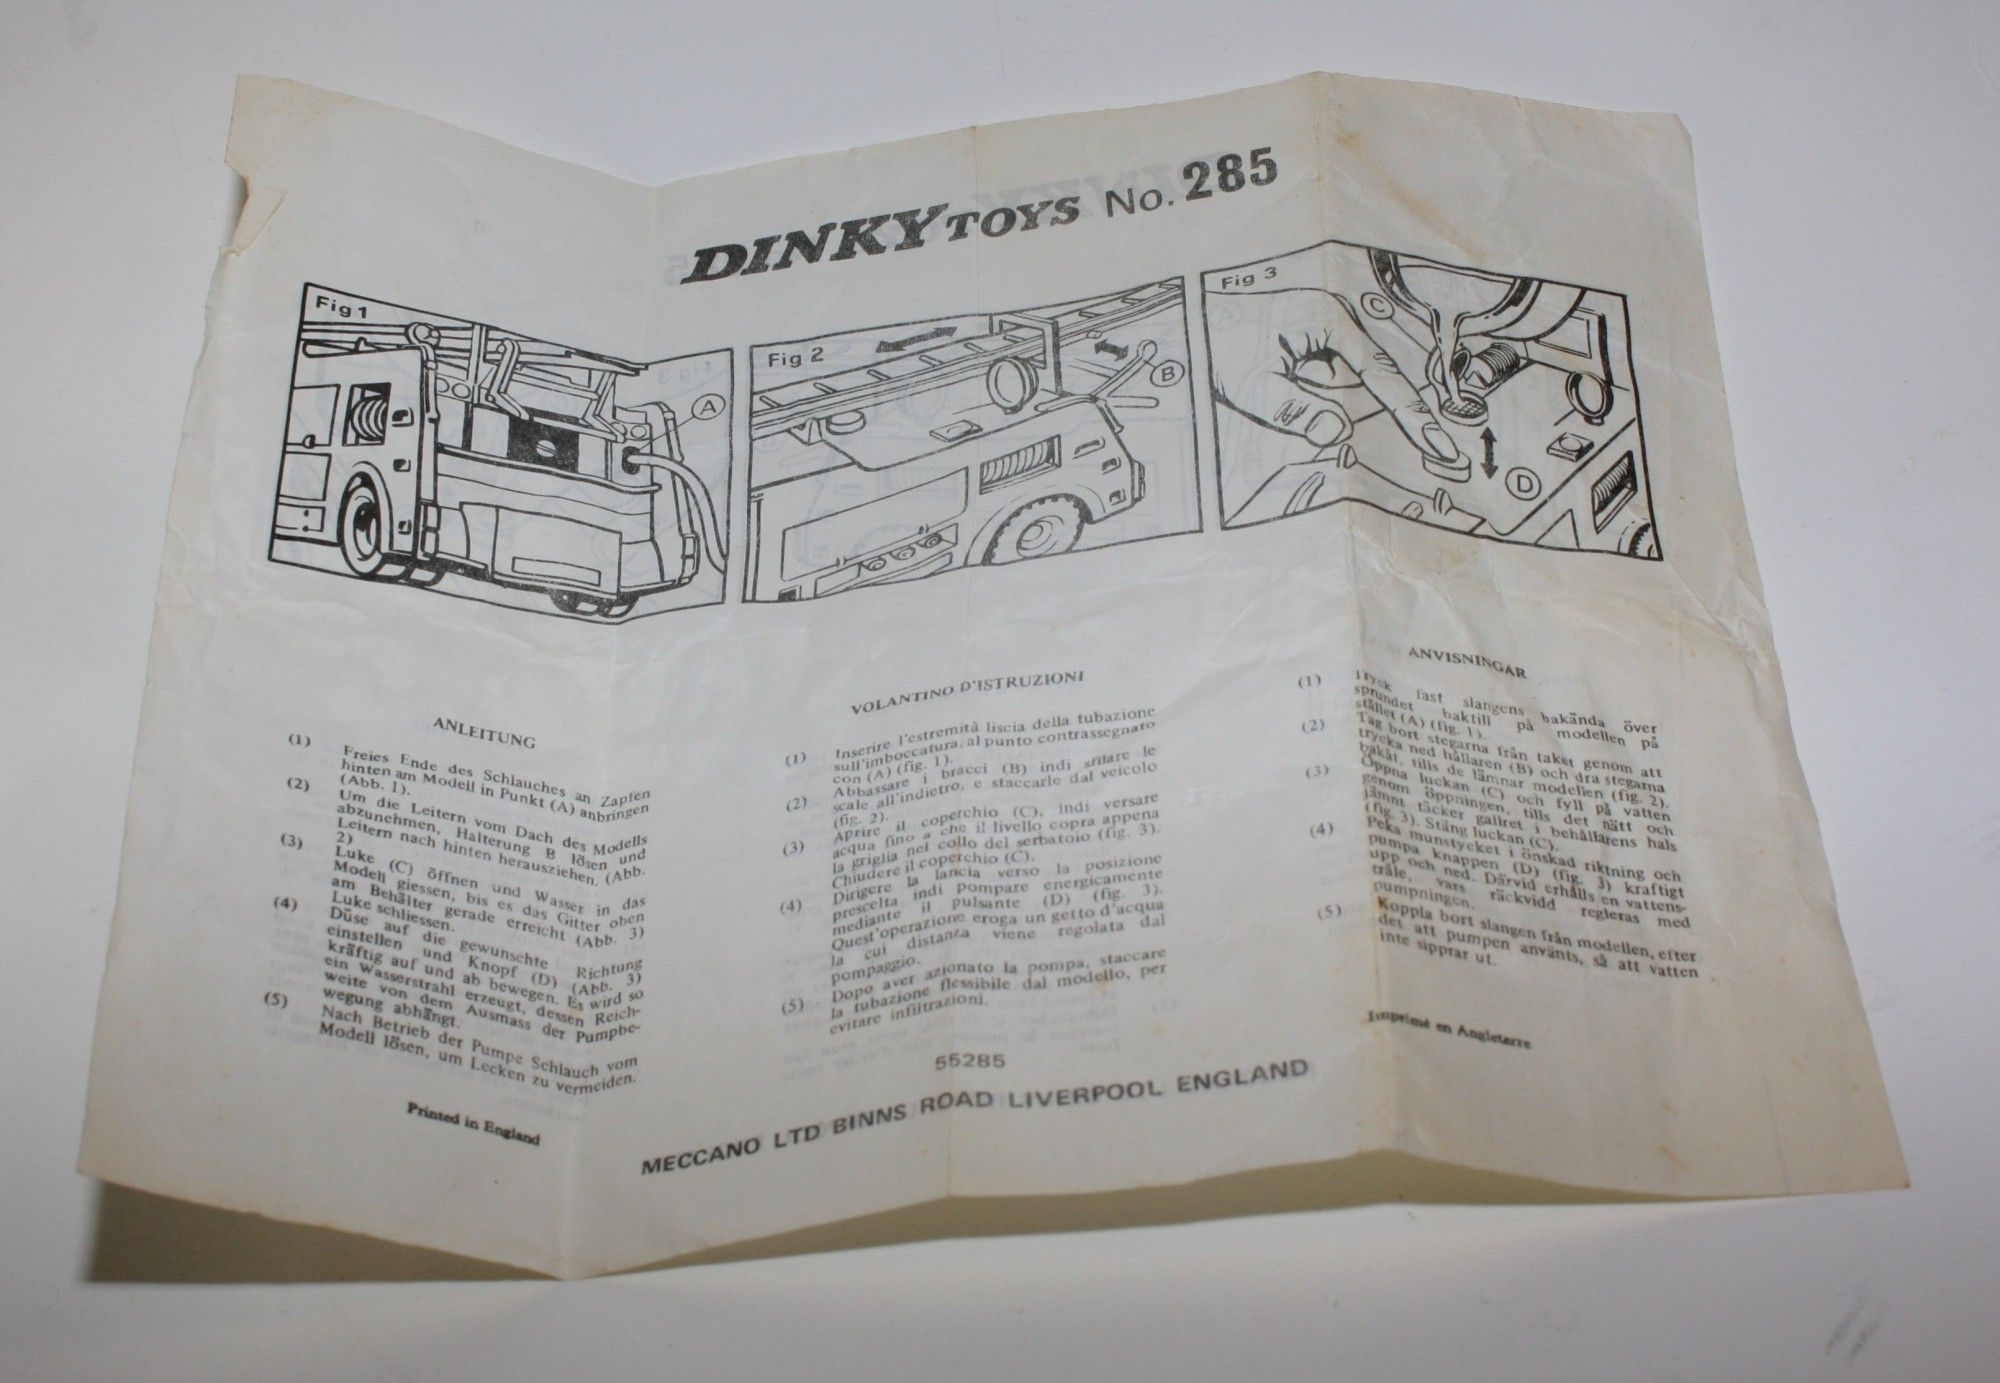 DINKY TOYS No. 285
Fig 1
A
Fig 2
B
Fig 3
C
D
ANLEITUNG
(1) Freies Ende des Schlauches an Zapfen
hinten am Modell in Punkt (A) anbringen
(Abb. 1).
(2) Um die Leitern vom Dach des Modells
abzunehmen, Halterung B lösen und
Leitern nach hinten herausziehen. (Abb.
2)
(3) Luke (C) öffnen und Wasser in das
Modell giessen, bis es das Gitter oben
am Behälter gerade erreicht (Abb. 3)
Luke schliessen.
(4) Düse auf die gewunschte Richtung
einstellen und Knopf (D) (Abb. 3)
kräftig auf und ab bewegen. Es wird so
ein Wasserstrahl erzeugt, dessen Reich-
weite von dem Ausmass der Pumpbe-
wegung abhängt.
(5) Nach Betrieb der Pumpe Schlauch vom
Modell lösen, um Lecken zu vermeiden.
Printed in England
VOLANTINO D'ISTRUZIONI
(1) Inserire l'estremità liscia della tubazione
sull'imboccatura, al punto contrassegnato
con (A) (fig. 1).
(2) Abbassare i bracci (B) indi sfilare le
scale all'indietro, e staccarle dal veicolo
(fig. 2).
(3) Aprire il coperchio (C), indi versare
acqua fino a che il livello copra appena
la griglia nel collo del serbatoio (fig. 3).
Chiudere il coperchio (C).
(4) Dirigere la lancia verso la posizione
prescelta indi pompare energicamente
mediante il pulsante (D) (fig. 3).
Quest'operazione eroga un getto d'acqua
la cui distanza viene regolata dal
pompaggio.
(5) Dopo aver azionato la pompa, staccare
la tubazione flessibile dal modello, per
evitare infiltrazioni.
ANVISNINGAR
(1) Tryck fast slangens bakända över
sprundet baktill på modellen på
stället (A) (fig. 1).
(2) Tag bort stegarna från taket genom att
trycka ned hållaren (B) och dra stegarna
bakåt, tills de lämnar modellen (fig. 2).
(3) Öppna luckan (C) och fyll på vatten
genom öppningen, tills det nätt och
jämnt täcker gallret i behållarens hals
(fig. 3). Stäng luckan (C).
(4) Peka munstycket i önskad riktning och
pumpa knappen (D) (fig. 3) kraftigt
upp och ned. Därvid erhålls en vattens-
tråle, vars räckvidd regleras med
pumpningen.
(5) Koppla bort slangen från modellen, efter
det att pumpen använts, så att vatten
inte sipprar ut.
Imprimé en Angleterre
55285
MECCANO LTD BINNS ROAD LIVERPOOL ENGLAND